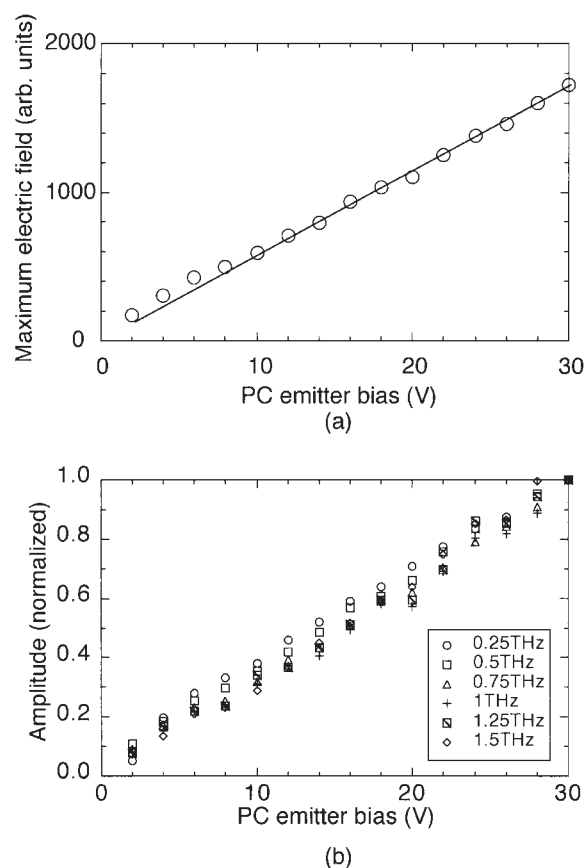 Maximum electric field (arb. units)
2000
1000
0
0
10
20
30
PC emitter bias (V)
(a)
Amplitude (normalized)
1.0
0.8
0.6
0.4
0.2
0.0
0
10
20
30
0.25THz
0.5THz
0.75THz
1THz
1.25THz
1.5THz
PC emitter bias (V)
(b)